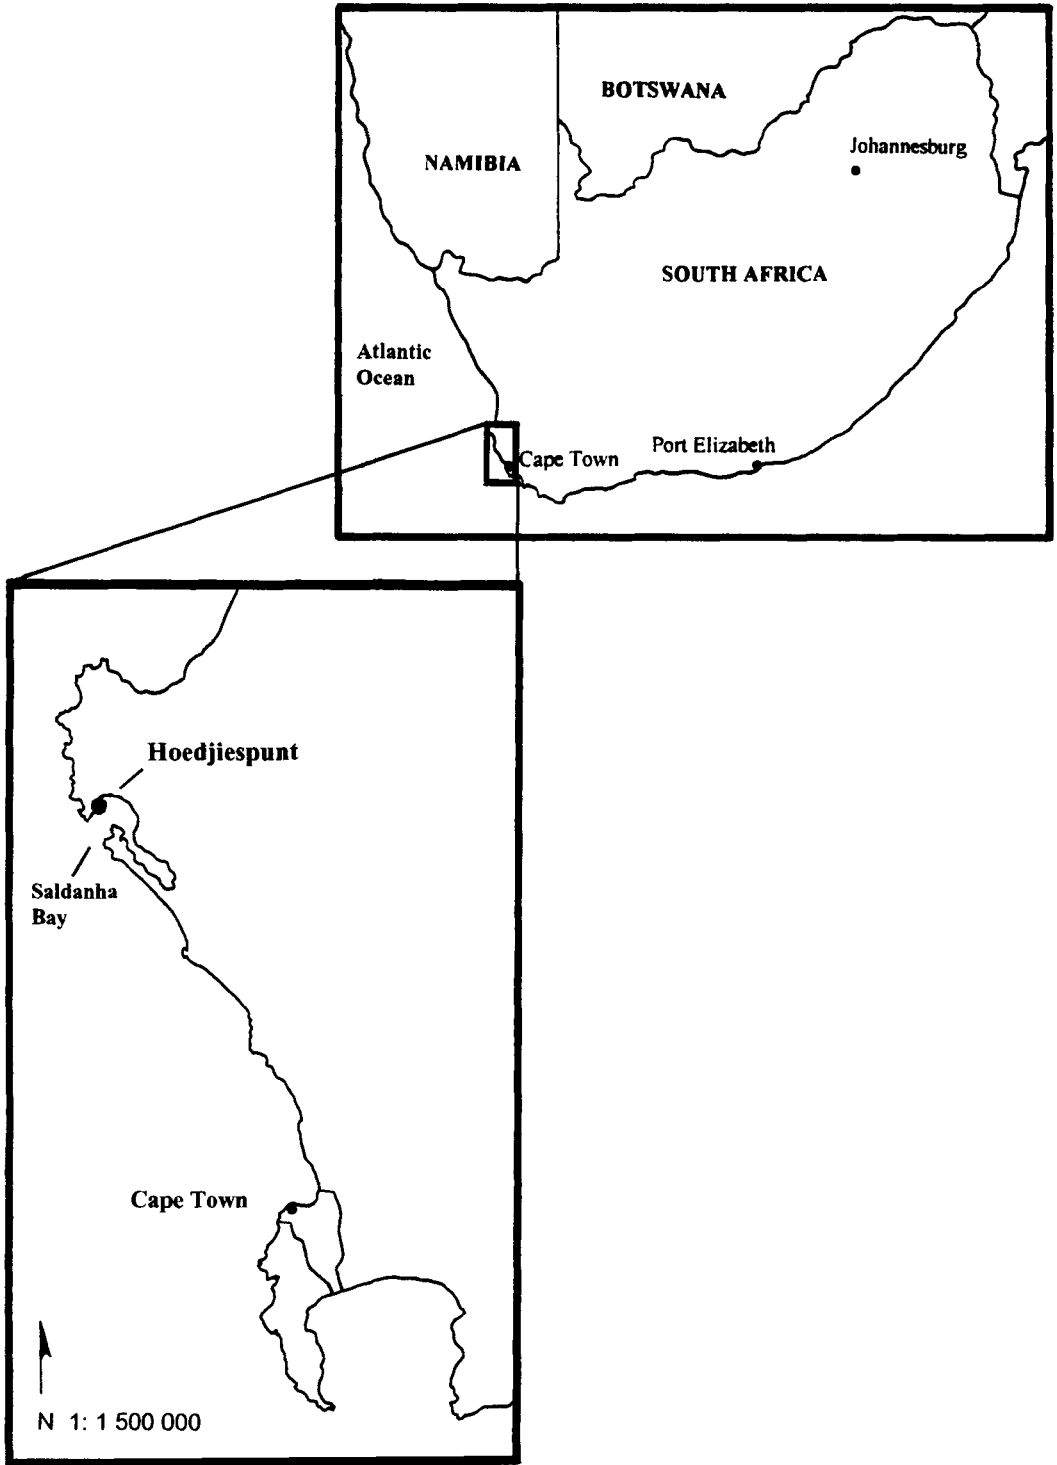 BOTSWANA
Johannesburg
NAMIBIA
SOUTH AFRICA
Atlantic
Ocean
Port Elizabeth
Cape Town
Hoedjiespunt
Saldanha
Bay
Cape Town
N 1: 1 500 000